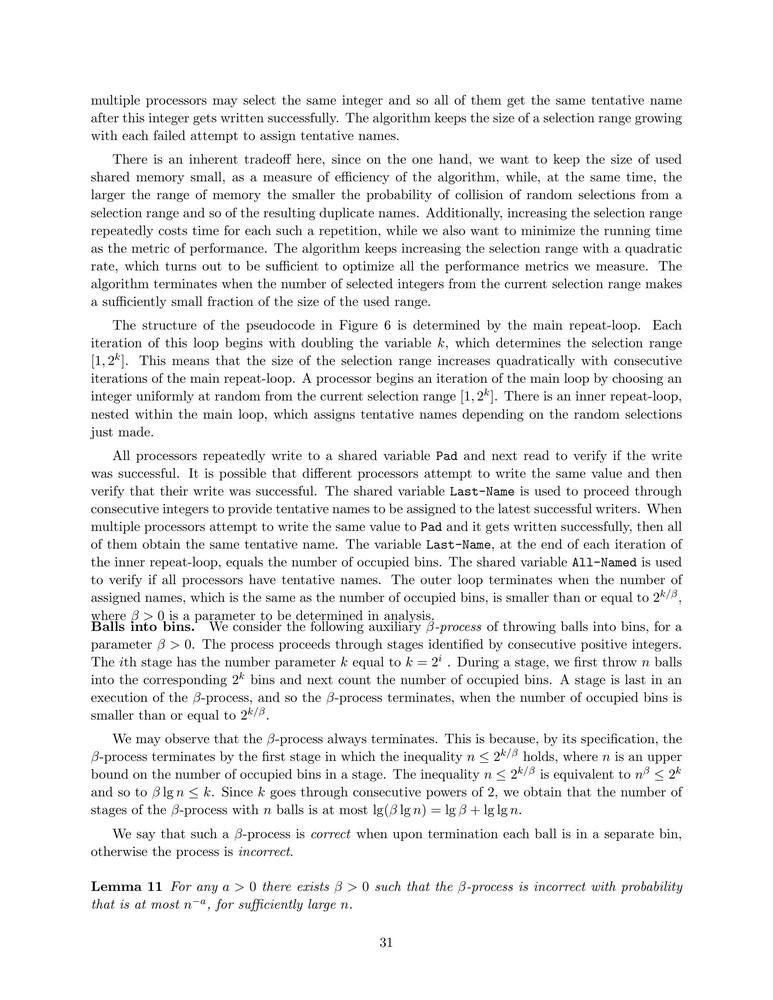 multiple processors may select the same integer and so all of them get the same tentative name
after this integer gets written successfully. The algorithm keeps the size of a selection range growing
with each failed attempt to assign tentative names.
There is an inherent tradeoff here, since on the one hand, we want to keep the size of used
shared memory small, as a measure of efficiency of the algorithm, while, at the same time, the
larger the range of memory the smaller the probability of collision of random selections from a
selection range and so of the resulting duplicate names. Additionally, increasing the selection range
repeatedly costs time for each such a repetition, while we also want to minimize the running time
as the metric of performance. The algorithm keeps increasing the selection range with a quadratic
rate, which turns out to be sufficient to optimize all the performance metrics we measure. The
algorithm terminates when the number of selected integers from the current selection range makes
a sufficiently small fraction of the size of the used range.
The structure of the pseudocode in Figure 6 is determined by the main repeat-loop. Each
iteration of this loop begins with doubling the variable k, which determines the selection range
[1, 2^k]. This means that the size of the selection range increases quadratically with consecutive
iterations of the main repeat-loop. A processor begins an iteration of the main loop by choosing an
integer uniformly at random from the current selection range [1, 2^k]. There is an inner repeat-loop,
nested within the main loop, which assigns tentative names depending on the random selections
just made.
All processors repeatedly write to a shared variable Pad and next read to verify if the write
was successful. It is possible that different processors attempt to write the same value and then
verify that their write was successful. The shared variable Last-Name is used to proceed through
consecutive integers to provide tentative names to be assigned to the latest successful writers. When
multiple processors attempt to write the same value to Pad and it gets written successfully, then all
of them obtain the same tentative name. The variable Last-Name, at the end of each iteration of
the inner repeat-loop, equals the number of occupied bins. The shared variable All-Named is used
to verify if all processors have tentative names. The outer loop terminates when the number of
assigned names, which is the same as the number of occupied bins, is smaller than or equal to 2^{k/β},
where β > 0 is a parameter to be determined in analysis.
Balls into bins. We consider the following auxiliary β-process of throwing balls into bins, for a
parameter β > 0. The process proceeds through stages identified by consecutive positive integers.
The ith stage has the number parameter k equal to k = 2^i . During a stage, we first throw n balls
into the corresponding 2^k bins and next count the number of occupied bins. A stage is last in an
execution of the β-process, and so the β-process terminates, when the number of occupied bins is
smaller than or equal to 2^{k/β}.
We may observe that the β-process always terminates. This is because, by its specification, the
β-process terminates by the first stage in which the inequality n ≤ 2^{k/β} holds, where n is an upper
bound on the number of occupied bins in a stage. The inequality n ≤ 2^{k/β} is equivalent to n^β ≤ 2^k
and so to β lg n ≤ k. Since k goes through consecutive powers of 2, we obtain that the number of
stages of the β-process with n balls is at most lg(β lg n) = lg β + lg lg n.
We say that such a β-process is correct when upon termination each ball is in a separate bin,
otherwise the process is incorrect.
Lemma 11 For any a > 0 there exists β > 0 such that the β-process is incorrect with probability
that is at most n^{−a}, for sufficiently large n.
31